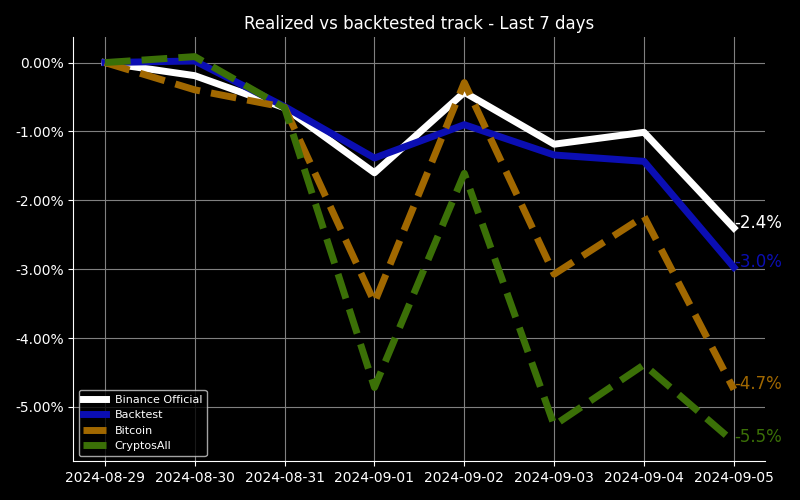 Realized vs backtested track - Last 7 days
0.00%
-1.00%
-2.00%
-3.00%
-4.00%
-5.00%
-2.4%
-3.0%
-4.7%
-5.5%
Binance Official
Backtest
Bitcoin
CryptosAll
2024-08-29 2024-08-30 2024-08-31 2024-09-01 2024-09-02 2024-09-03 2024-09-04 2024-09-05